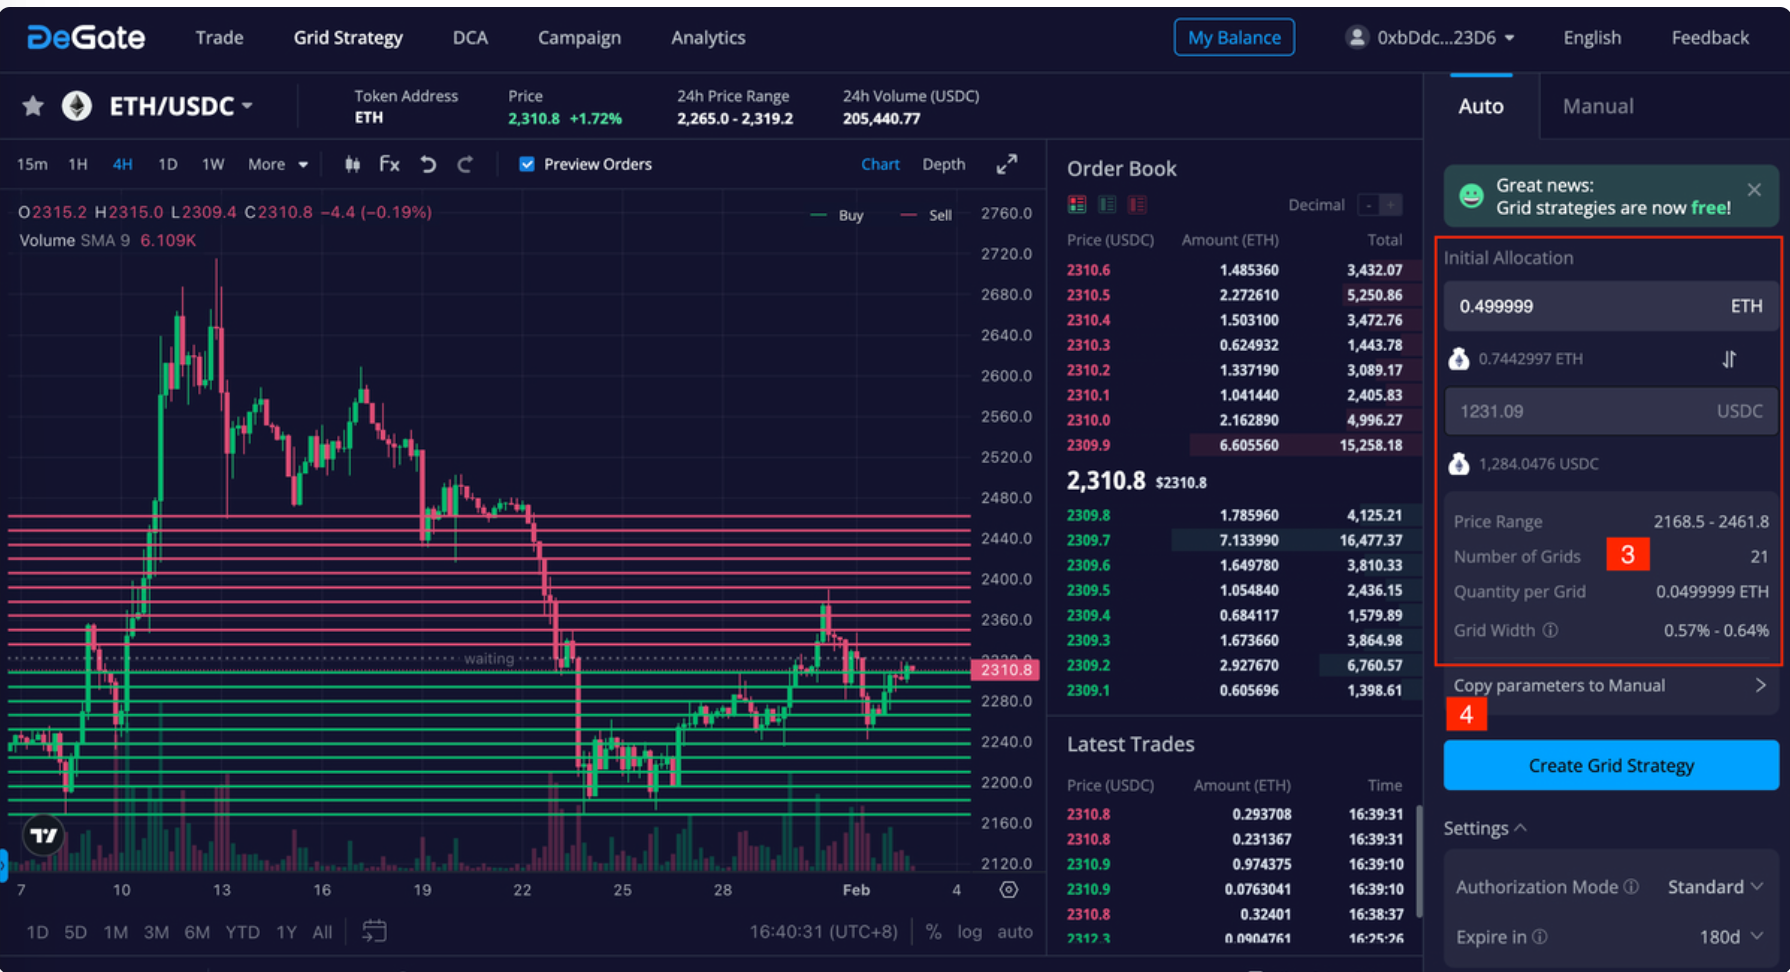 DeGate Trade Grid Strategy DCA Campaign Analytics My Balance 0xbDdc...23D6 English Feedback
ETH/USDC
Token Address
ETH
Price
2,310.8 +1.72%
24h Price Range
2,265.0 - 2,319.2
24h Volume (USDC)
205,440.77
15m 1H 4H 1D 1W More Fx Preview Orders Chart Depth
O2315.2 H2315.0 L2309.4 C2310.8 −4.4 (−0.19%)
Volume SMA 9 6.109K
Buy Sell
2760.0
2720.0
2680.0
2640.0
2600.0
2560.0
2520.0
2480.0
2440.0
2400.0
2360.0
waiting
2310.8
2280.0
2240.0
2200.0
2160.0
2120.0
7 10 13 16 19 22 25 28 Feb 4
1D 5D 1M 3M 6M YTD 1Y All 16:40:31 (UTC+8) % log auto
Order Book
Decimal - +
Price (USDC) Amount (ETH) Total
2310.6 1.485360 3,432.07
2310.5 2.272610 5,250.86
2310.4 1.503100 3,472.76
2310.3 0.624932 1,443.78
2310.2 1.337190 3,089.17
2310.1 1.041440 2,405.83
2310.0 2.162890 4,996.27
2309.9 6.605560 15,258.18
2,310.8 $2310.8
2309.8 1.785960 4,125.21
2309.7 7.133990 16,477.37
2309.6 1.649780 3,810.33
2309.5 1.054840 2,436.15
2309.4 0.684117 1,579.89
2309.3 1.673660 3,864.98
2309.2 2.927670 6,760.57
2309.1 0.605696 1,398.61
Latest Trades
Price (USDC) Amount (ETH) Time
2310.8 0.293708 16:39:31
2310.8 0.231367 16:39:31
2310.9 0.974375 16:39:10
2310.9 0.0763041 16:39:10
2310.8 0.32401 16:38:37
2312.3 0.0904761 16:25:26
Auto Manual
Great news:
Grid strategies are now free!
Initial Allocation
0.499999 ETH
0.7442997 ETH
1231.09 USDC
1,284.0476 USDC
Price Range 2168.5 - 2461.8
Number of Grids 3 21
Quantity per Grid 0.0499999 ETH
Grid Width 0.57% - 0.64%
Copy parameters to Manual
4
Create Grid Strategy
Settings
Authorization Mode Standard
Expire in 180d